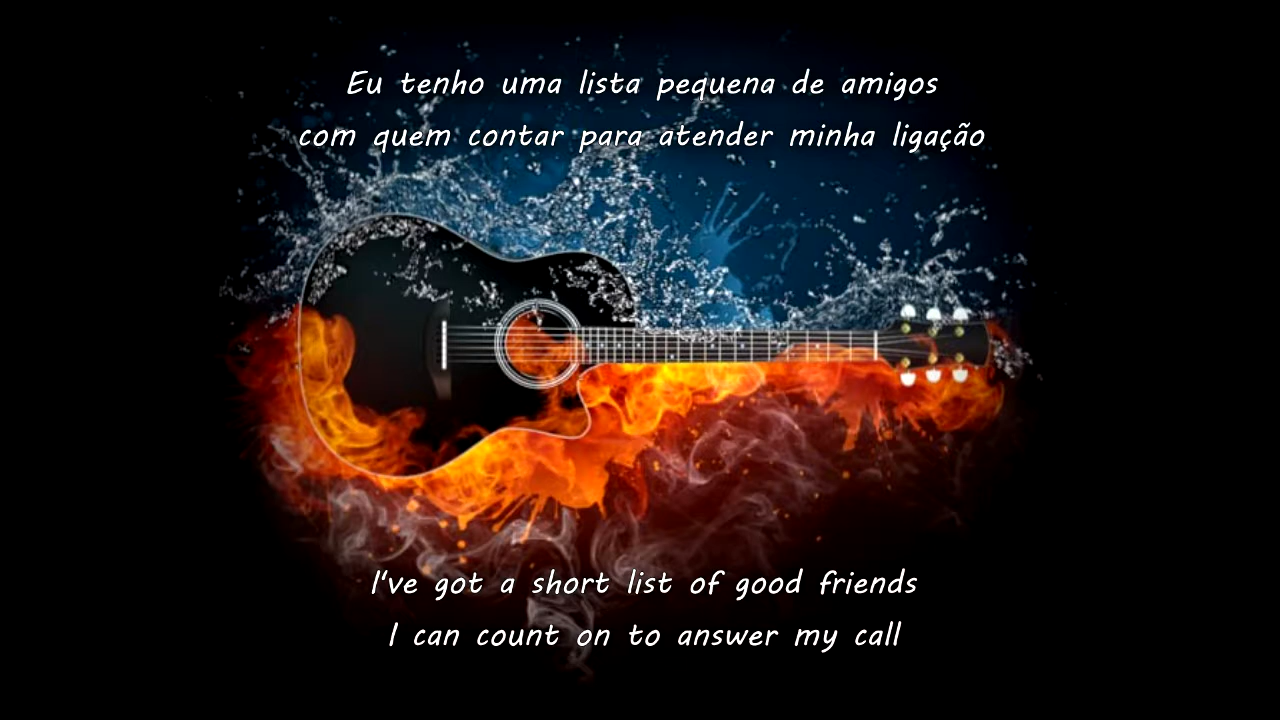 Eu tenho uma lista pequena de amigos
com quem contar para atender minha ligação
I've got a short list of good friends
I can count on to answer my call